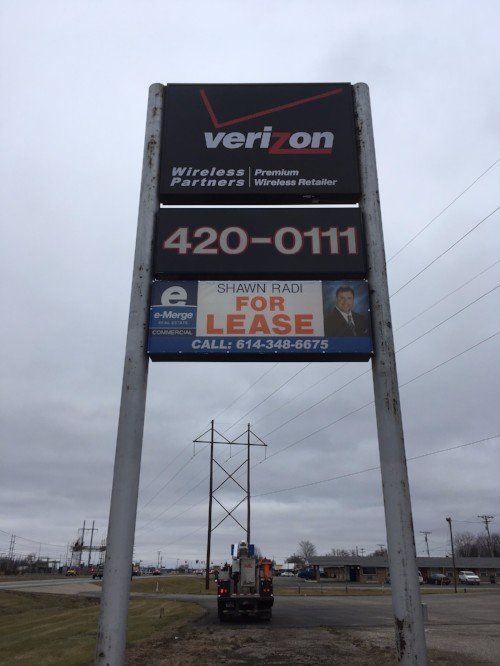 verizon
Wireless Partners | Premium Wireless Retailer
420-0111
e
e-Merge
REAL ESTATE
COMMERCIAL
SHAWN RADI
FOR
LEASE
CALL: 614-348-6675